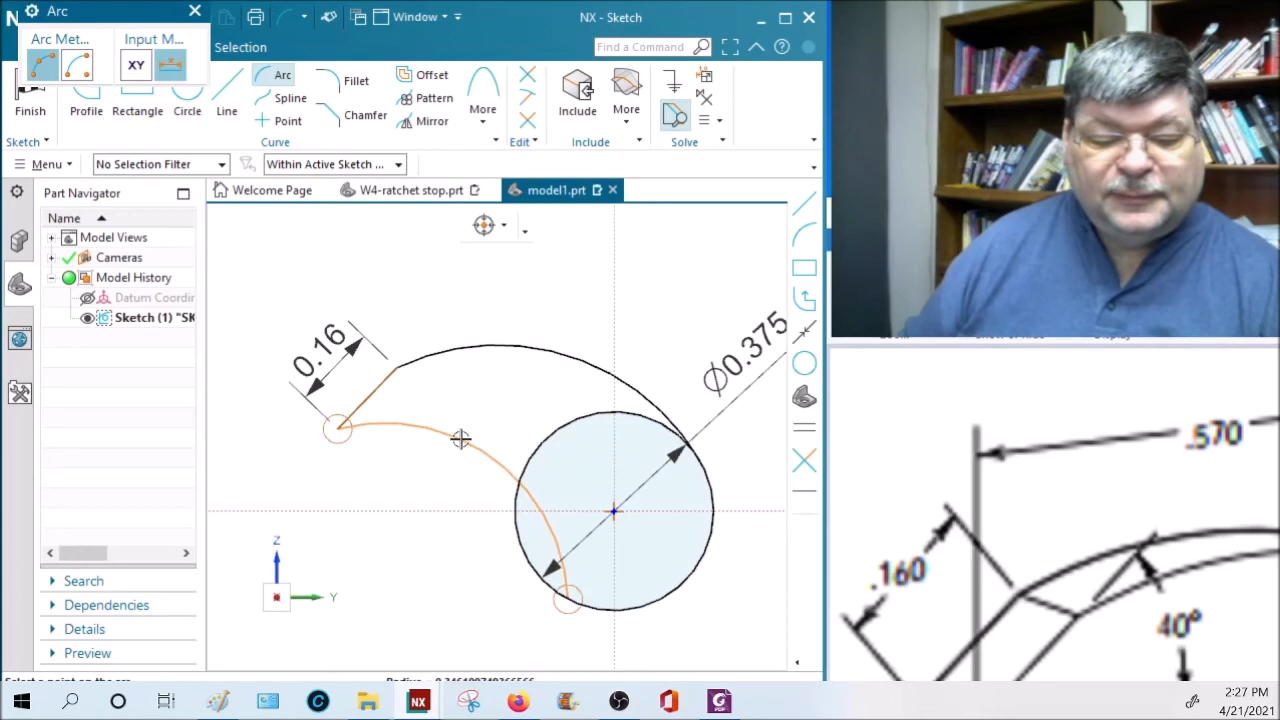 Arc
Window
NX - Sketch
Arc Met...
Input M...
Selection
Find a Command
XY
Arc
Spline
Point
Fillet
Chamfer
Offset
Pattern
Mirror
Finish
Profile
Rectangle
Circle
Line
More
Include
More
Sketch
Curve
Edit
Include
Solve
Menu
No Selection Filter
Within Active Sketch ...
Part Navigator
Welcome Page
W4-ratchet stop.prt
model1.prt
Name
Model Views
Cameras
Model History
Datum Coordin
Sketch (1) "SK
0.16
Ø0.375
Z
Y
Search
Dependencies
Details
Preview
.570
.160
40°
2:27 PM
4/21/2021